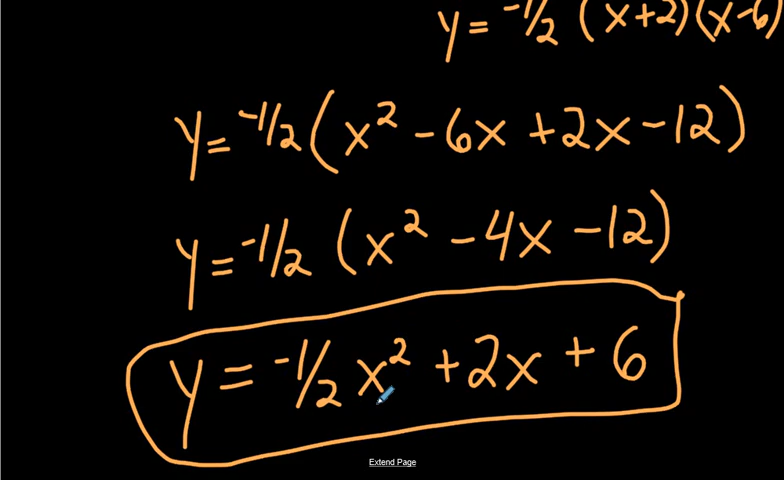 y = -1/2 (x+2)(x-6)
y = -1/2 (x² - 6x + 2x - 12)
y = -1/2 (x² - 4x - 12)
y = -1/2 x² + 2x + 6
Extend Page